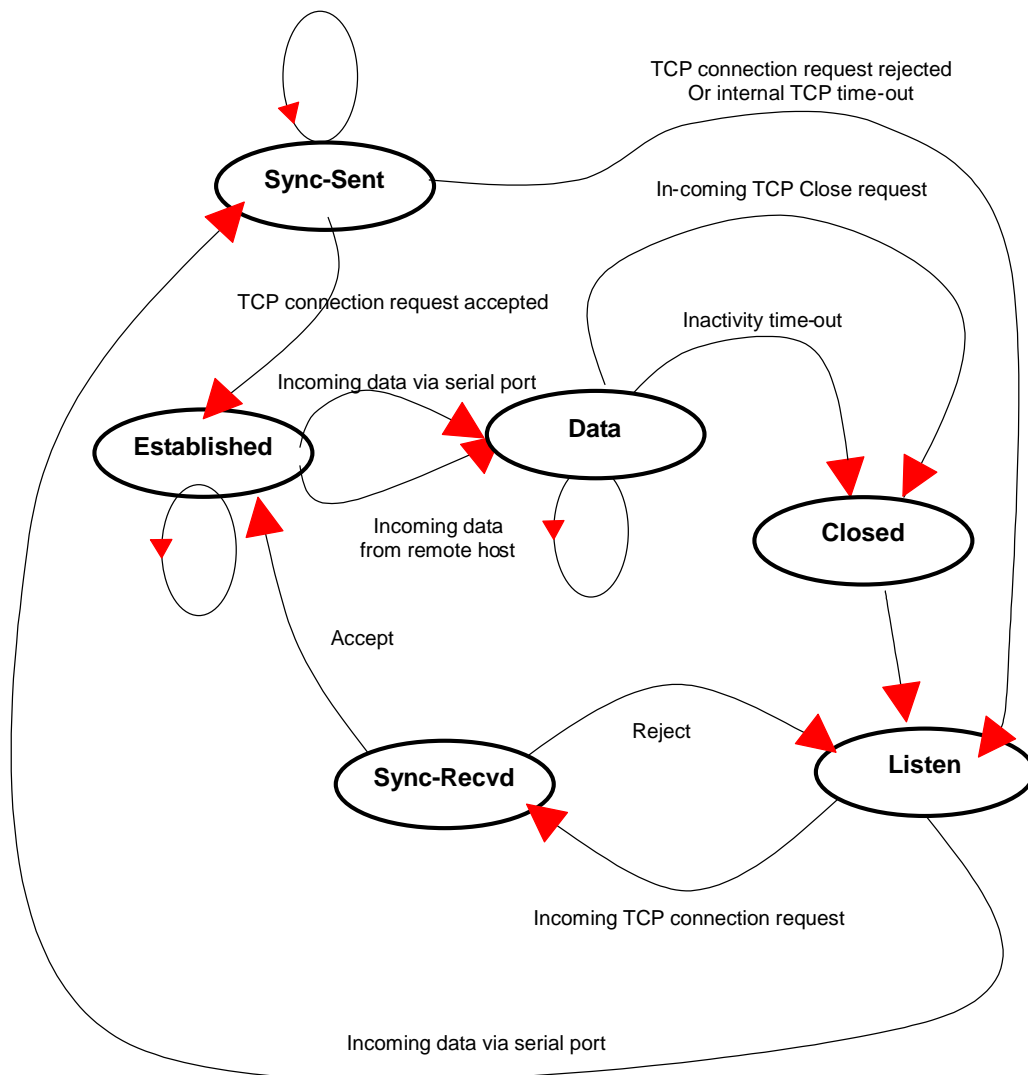 TCP connection request rejected
Or internal TCP time-out
Sync-Sent
In-coming TCP Close request
TCP connection request accepted
Inactivity time-out
Incoming data via serial port
Established
Data
Incoming data
from remote host
Closed
Accept
Reject
Sync-Recvd
Listen
Incoming TCP connection request
Incoming data via serial port